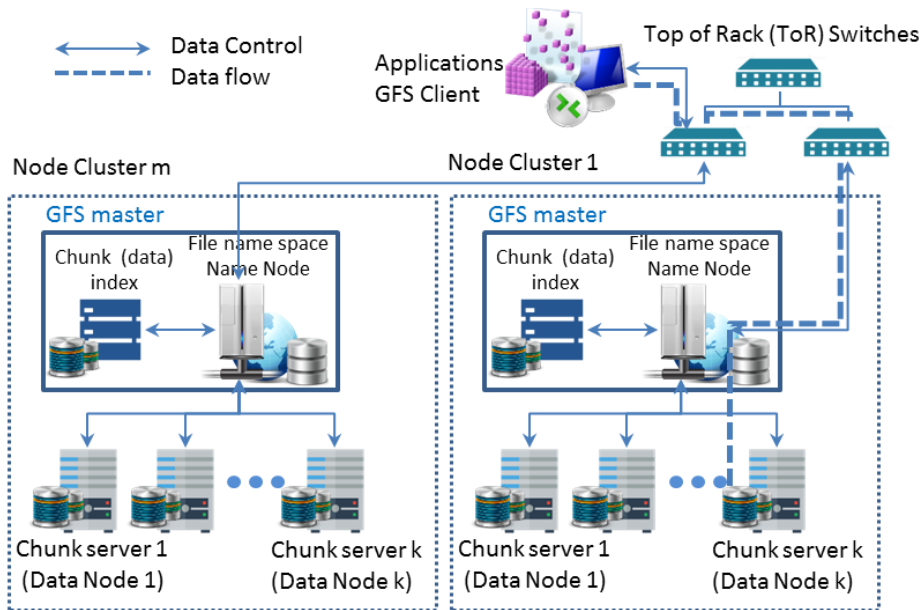 Data Control
Data flow
Applications
GFS Client
Top of Rack (ToR) Switches
Node Cluster m
Node Cluster 1
GFS master
Chunk (data)
index
File name space
Name Node
Chunk server 1
(Data Node 1)
Chunk server k
(Data Node k)
GFS master
Chunk (data)
index
File name space
Name Node
Chunk server 1
(Data Node 1)
Chunk server k
(Data Node k)